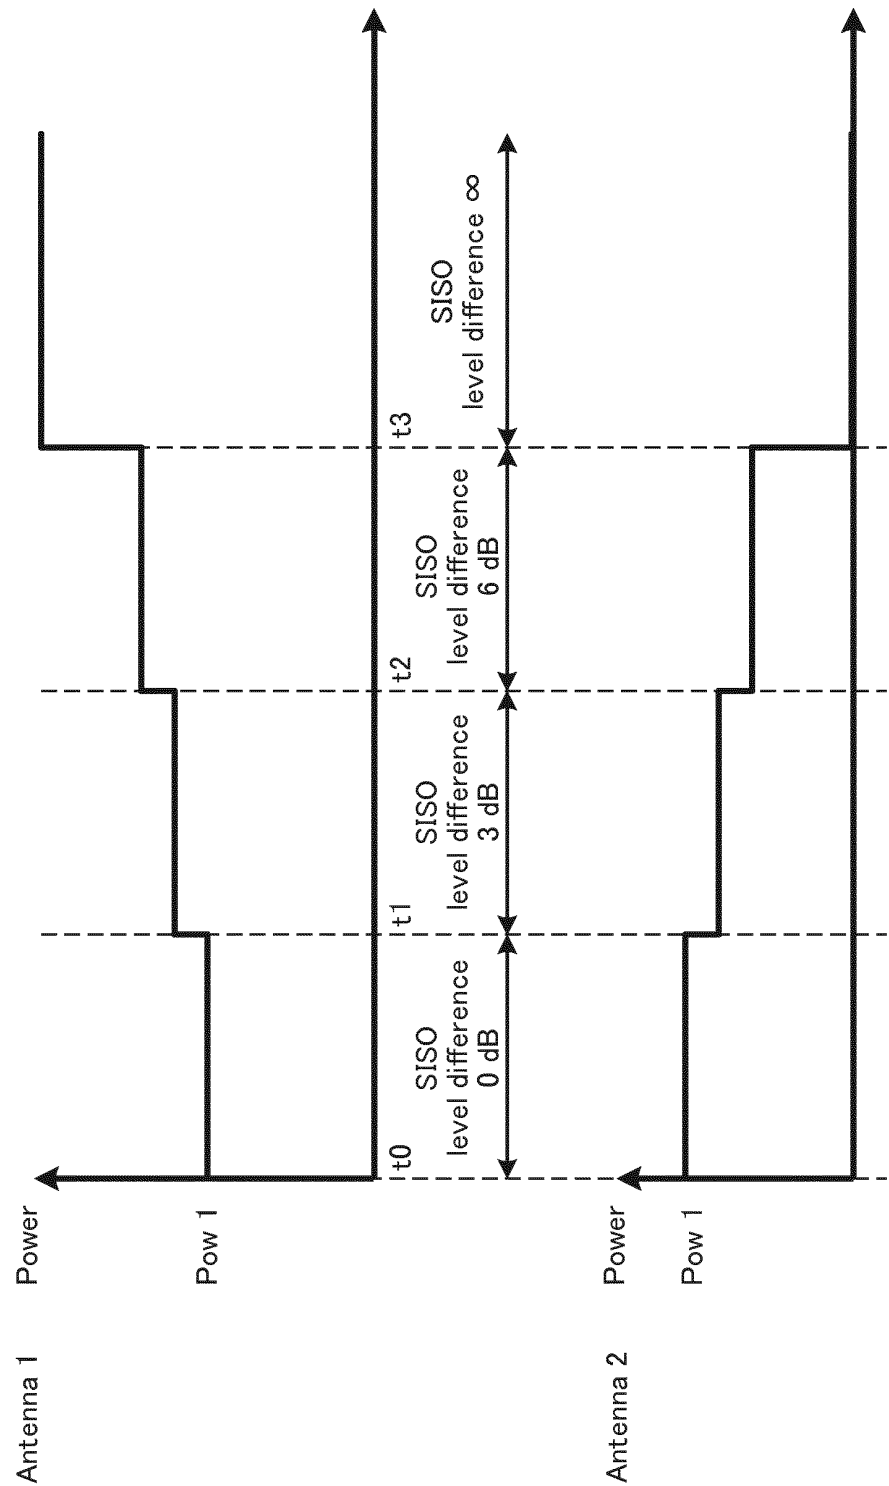 Antenna 1
Power
Pow 1
t0
t1
t2
t3
SISO
level difference
0 dB
SISO
level difference
3 dB
SISO
level difference
6 dB
SISO
level difference ∞
Antenna 2
Power
Pow 1